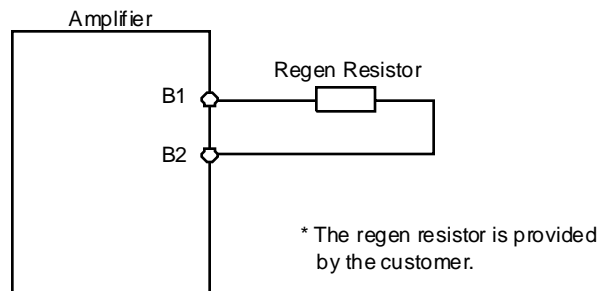 Amplifier
Regen Resistor
B1
B2
* The regen resistor is provided
by the customer.